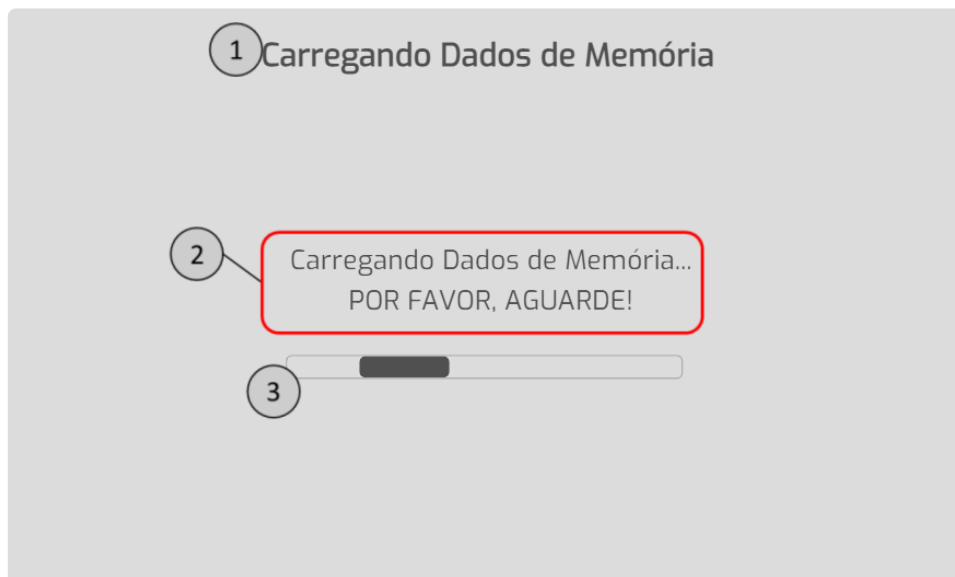 1 Carregando Dados de Memória
2
Carregando Dados de Memória...
POR FAVOR, AGUARDE!
3